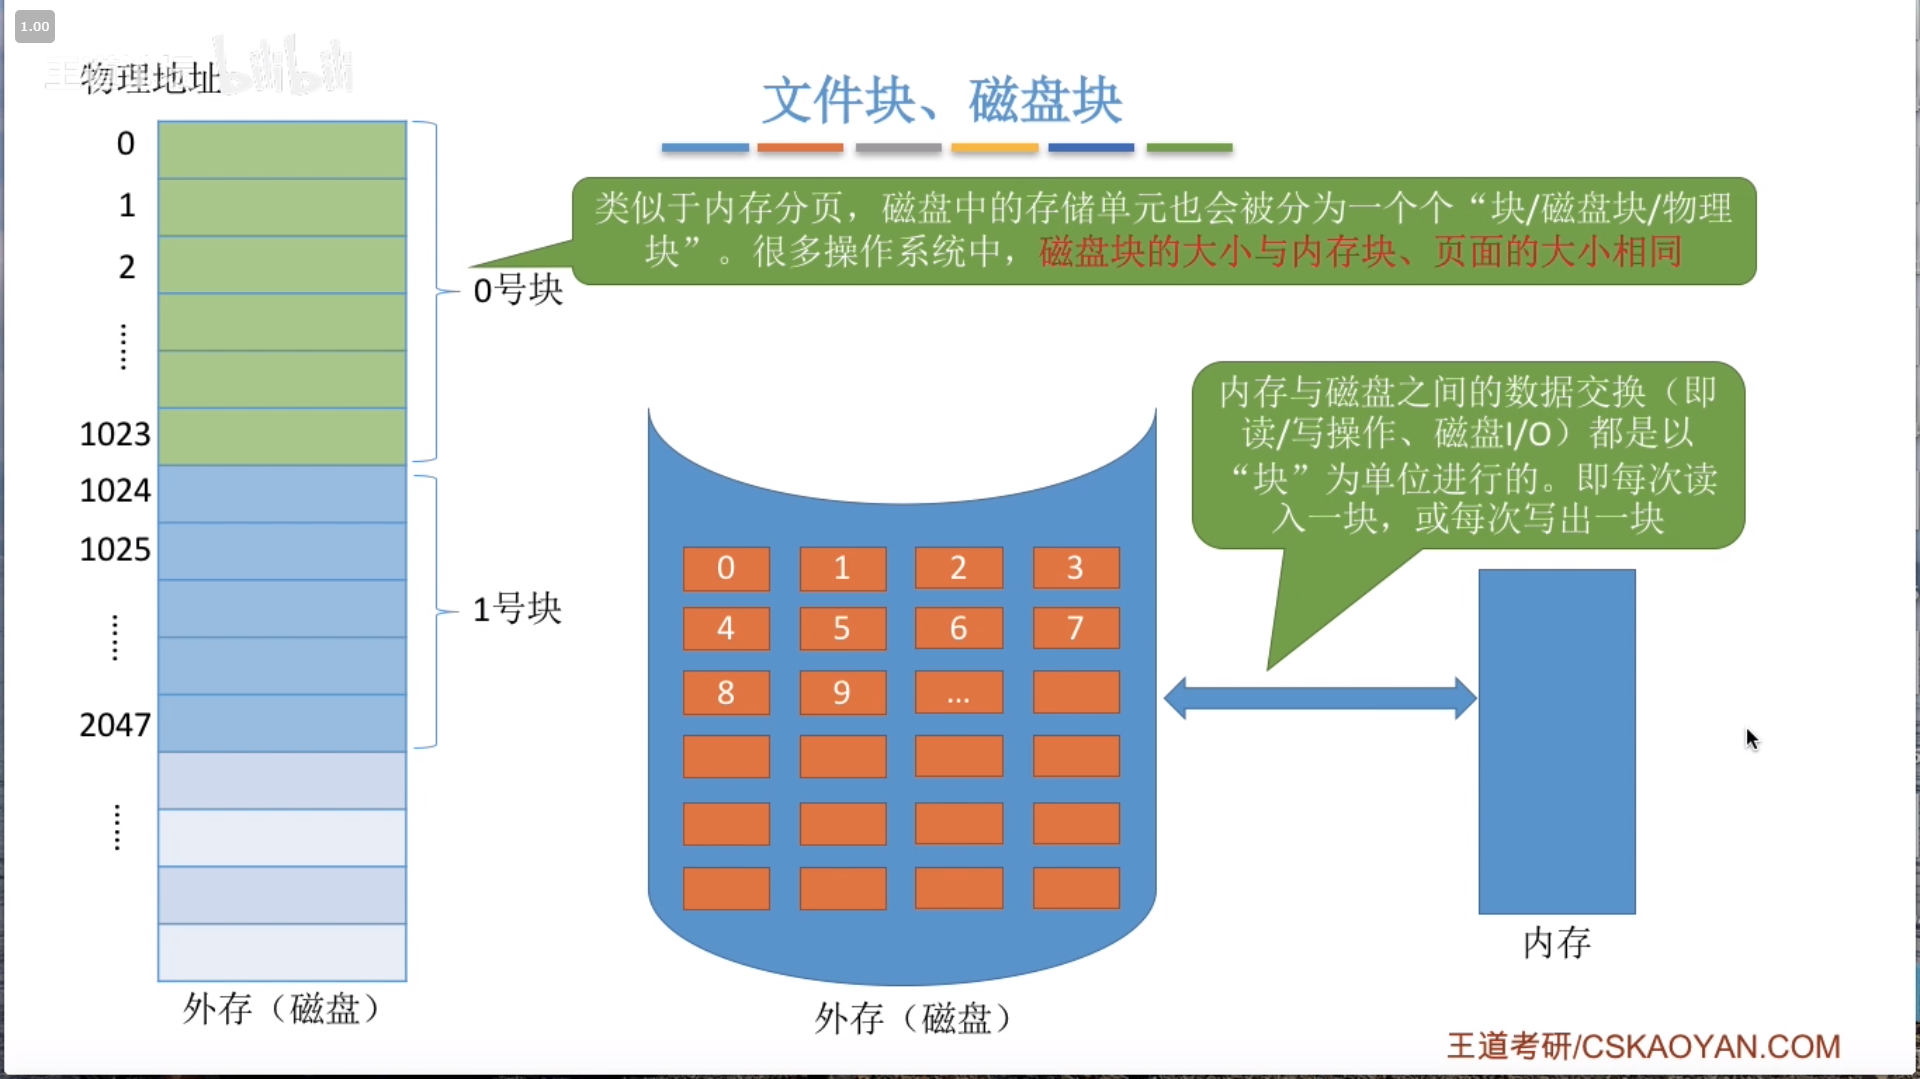 1.00
物理地址
bilibili
文件块、磁盘块
0
1
2
......
1023
1024
1025
......
2047
......
0号块
1号块
外存（磁盘）
类似于内存分页，磁盘中的存储单元也会被分为一个个“块/磁盘块/物理
块”。很多操作系统中，磁盘块的大小与内存块、页面的大小相同
内存与磁盘之间的数据交换（即
读/写操作、磁盘I/O）都是以
“块”为单位进行的。即每次读
入一块，或每次写出一块
0 1 2 3
4 5 6 7
8 9 ...
外存（磁盘）
内存
王道考研/CSKAOYAN.COM